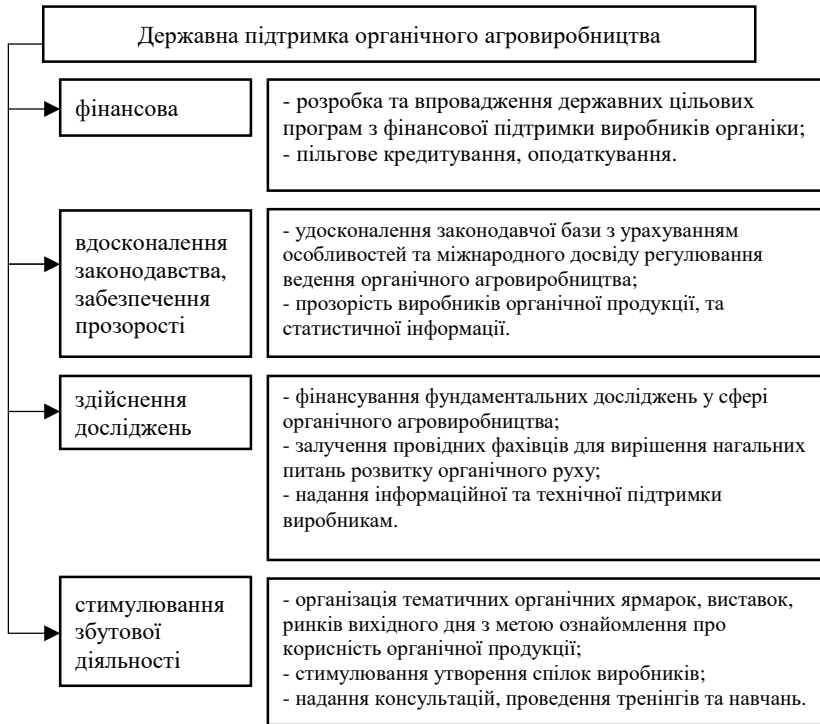 Державна підтримка органічного агровиробництва
фінансова
- розробка та впровадження державних цільових
програм з фінансової підтримки виробників органіки;
- пільгове кредитування, оподаткування.
вдосконалення
законодавства,
забезпечення
прозорості
- удосконалення законодавчої бази з урахуванням
особливостей та міжнародного досвіду регулювання
ведення органічного агровиробництва;
- прозорість виробників органічної продукції, та
статистичної інформації.
здійснення
досліджень
- фінансування фундаментальних досліджень у сфері
органічного агровиробництва;
- залучення провідних фахівців для вирішення нагальних
питань розвитку органічного руху;
- надання інформаційної та технічної підтримки
виробникам.
стимулювання
збутової
діяльності
- організація тематичних органічних ярмарок, виставок,
ринків вихідного дня з метою ознайомлення про
корисність органічної продукції;
- стимулювання утворення спілок виробників;
- надання консультацій, проведення тренінгів та навчань.